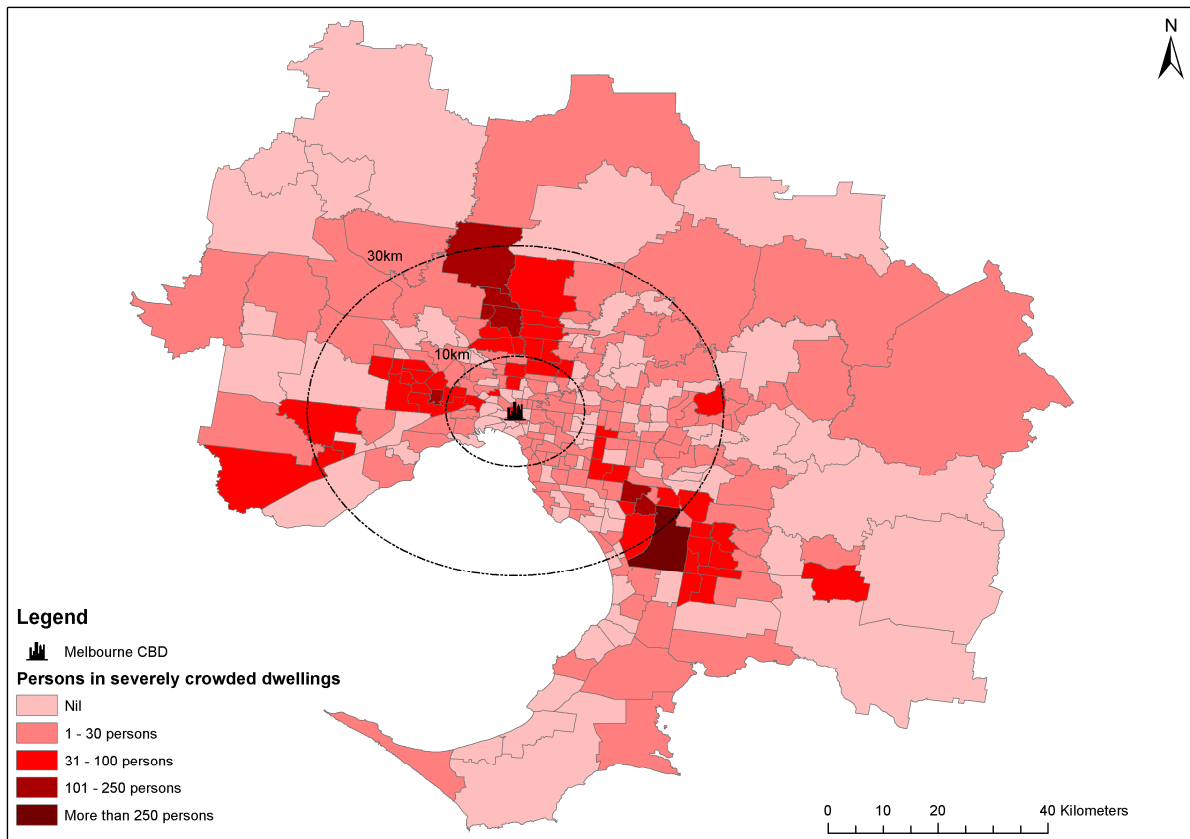 N
30km
10km
Legend
Melbourne CBD
Persons in severely crowded dwellings
Nil
1 - 30 persons
31 - 100 persons
101 - 250 persons
More than 250 persons
0 10 20 40 Kilometers